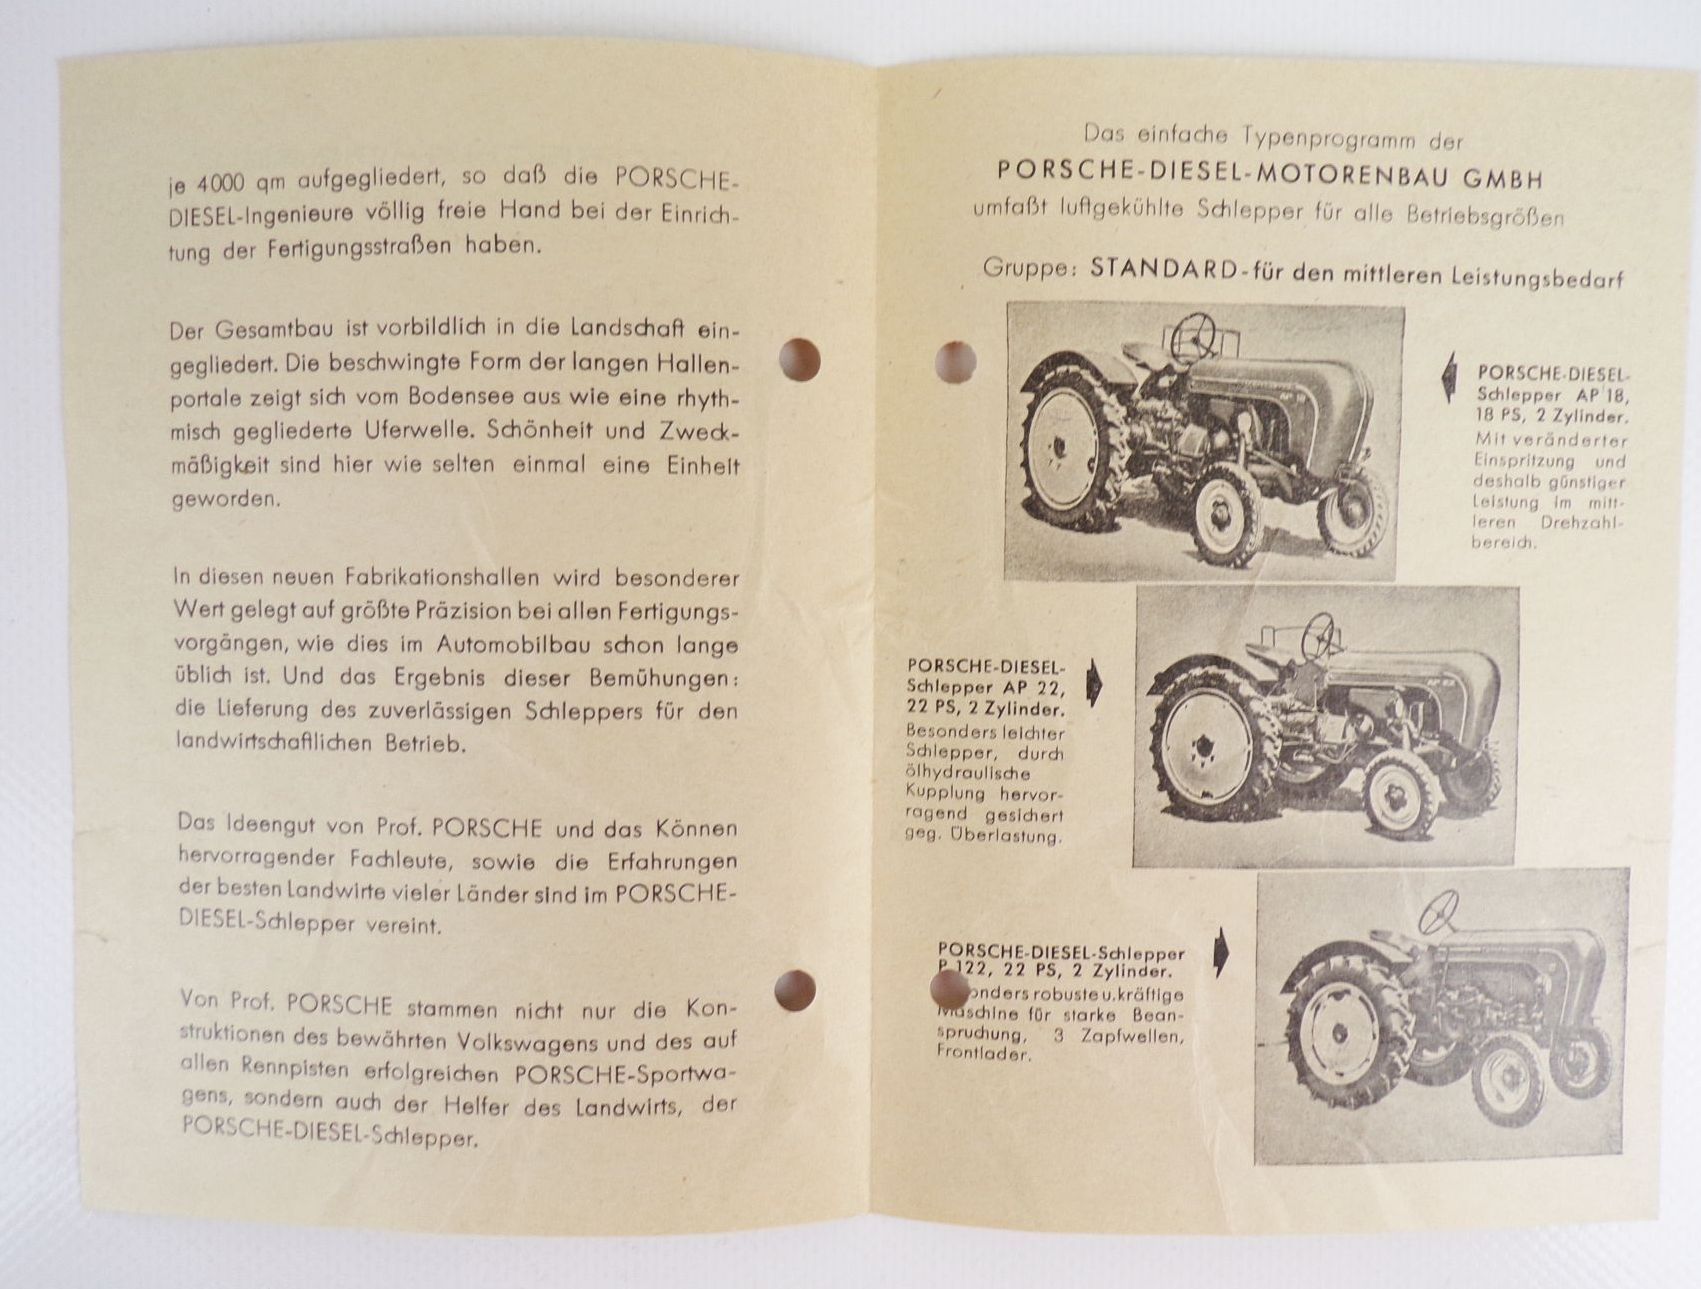 je 4000 qm aufgegliedert, so daß die PORSCHE-
DIESEL-Ingenieure völlig freie Hand bei der Einrich-
tung der Fertigungsstraßen haben.
Der Gesamtbau ist vorbildlich in die Landschaft ein-
gegliedert. Die beschwingte Form der langen Hallen-
portale zeigt sich vom Bodensee aus wie eine rhyth-
misch gegliederte Uferwelle. Schönheit und Zweck-
mäßigkeit sind hier wie selten einmal eine Einheit
geworden.
In diesen neuen Fabrikationshallen wird besonderer
Wert gelegt auf größte Präzision bei allen Fertigungs-
vorgängen, wie dies im Automobilbau schon lange
üblich ist. Und das Ergebnis dieser Bemühungen:
die Lieferung des zuverlässigen Schleppers für den
landwirtschaftlichen Betrieb.
Das Ideengut von Prof. PORSCHE und das Können
hervorragender Fachleute, sowie die Erfahrungen
der besten Landwirte vieler Länder sind im PORSCHE-
DIESEL-Schlepper vereint.
Von Prof. PORSCHE stammen nicht nur die Kon-
struktionen des bewährten Volkswagens und des auf
allen Rennpisten erfolgreichen PORSCHE-Sportwa-
gens, sondern auch der Helfer des Landwirts, der
PORSCHE-DIESEL-Schlepper.
Das einfache Typenprogramm der
PORSCHE-DIESEL-MOTORENBAU GMBH
umfaßt luftgekühlte Schlepper für alle Betriebsgrößen
Gruppe: STANDARD-für den mittleren Leistungsbedarf
PORSCHE-DIESEL-
Schlepper AP 18,
18 PS, 2 Zylinder.
Mit veränderter
Einspritzung und
deshalb günstiger
Leistung im mitt-
leren Drehzahl-
bereich.
PORSCHE-DIESEL-
Schlepper AP 22,
22 PS, 2 Zylinder.
Besonders leichter
Schlepper, durch
ölhydraulische
Kupplung hervor-
ragend gesichert
geg. Überlastung.
PORSCHE-DIESEL-Schlepper
P 122, 22 PS, 2 Zylinder.
onders robuste u. kräftige
Maschine für starke Bean-
spruchung, 3 Zapfwellen,
Frontlader.